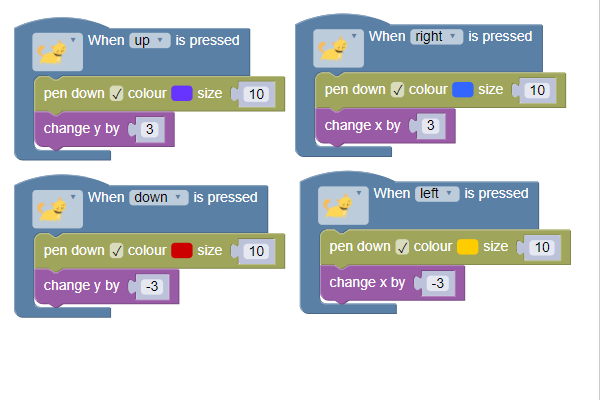 When up is pressed
pen down ✓ colour size 10
change y by 3
When right is pressed
pen down ✓ colour size 10
change x by 3
When down is pressed
pen down ✓ colour size 10
change y by -3
When left is pressed
pen down ✓ colour size 10
change x by -3